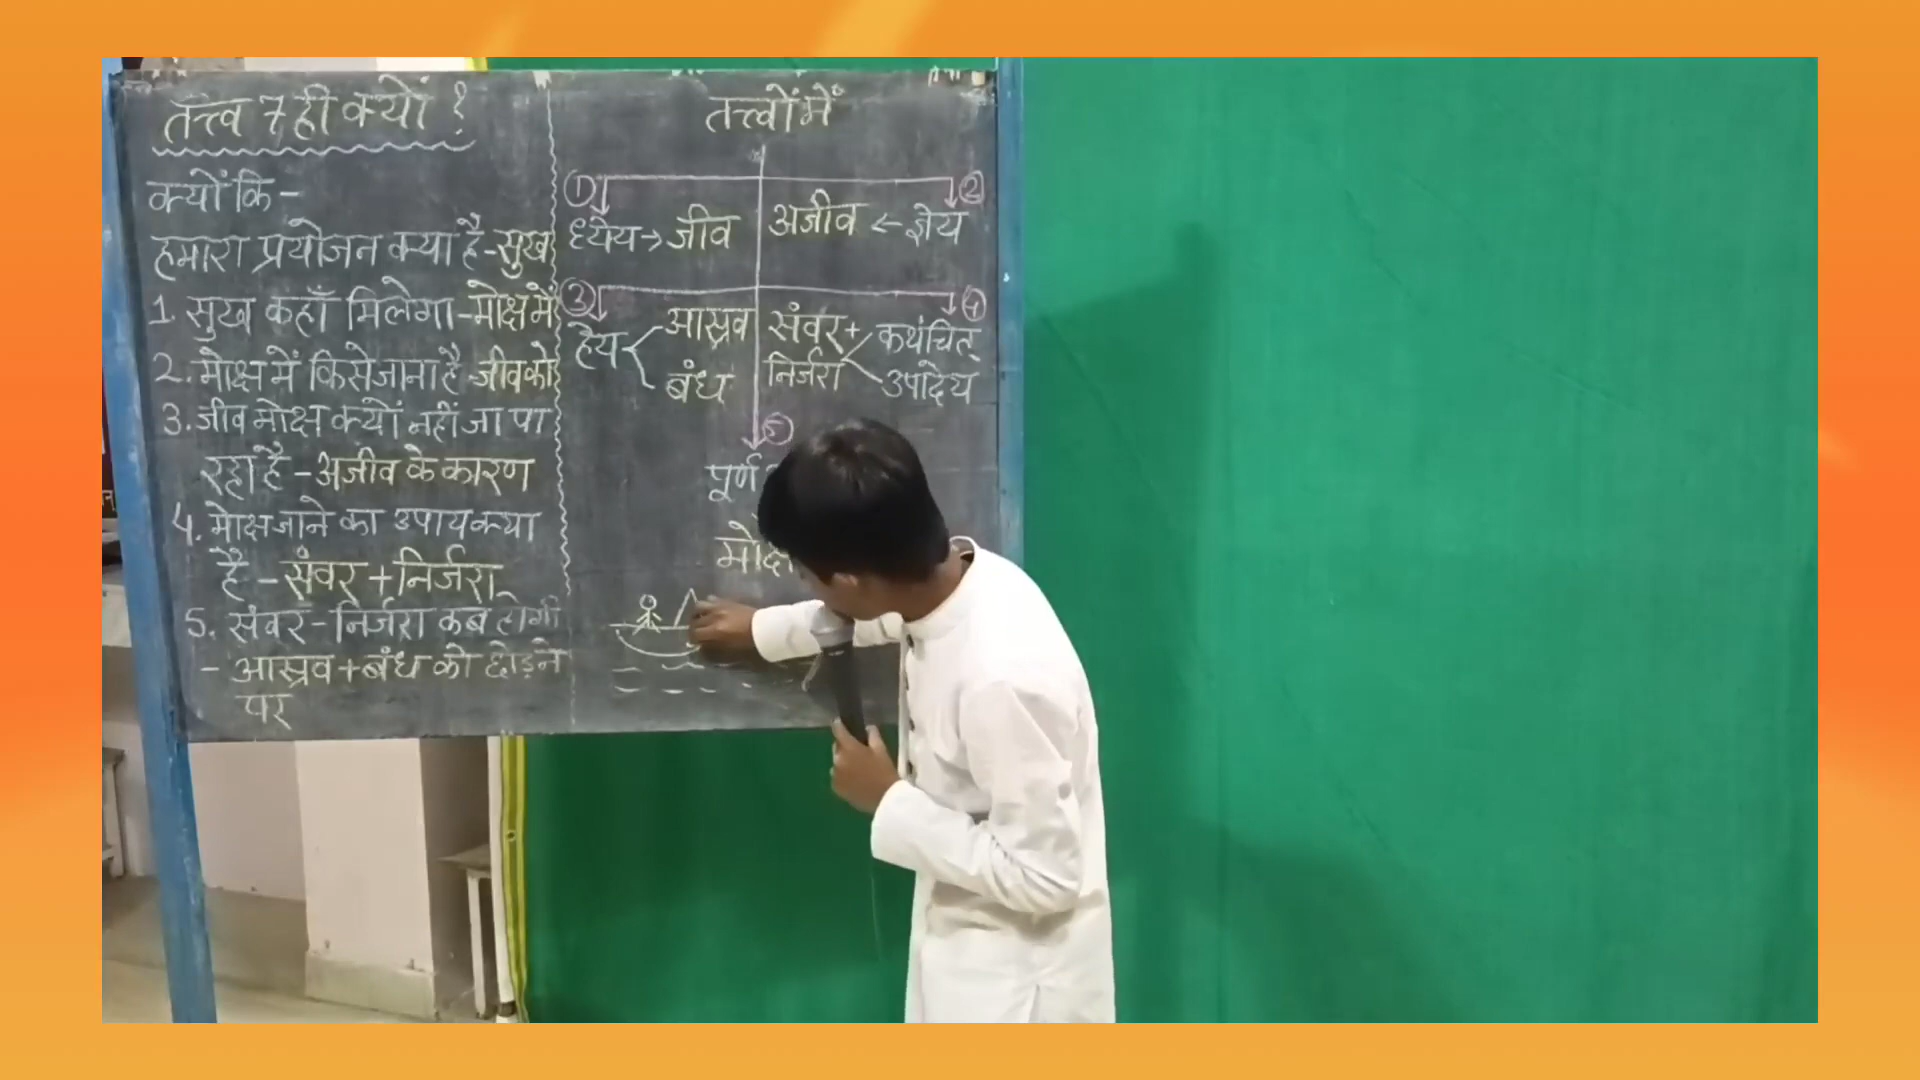 तत्त्व 7 ही क्यों ?
क्यों कि -
हमारा प्रयोजन क्या है - सुख
1. सुख कहाँ मिलेगा - मोक्ष में
2. मोक्ष में किसे जाना है - जीव को
3. जीव मोक्ष क्यों नहीं जा पा
रहा है - अजीव के कारण
4. मोक्ष जाने का उपाय क्या
है - संवर + निर्जरा
5. संवर - निर्जरा कब होगी
- आस्रव + बंध को छोड़ने
पर
तत्त्वों में
① ②
ध्येय → जीव अजीव ← ज्ञेय
③ ④
हेय आस्रव बंध
संवर + निर्जरा कथंचित् उपादेय
⑤
पूर्ण
मोक्ष